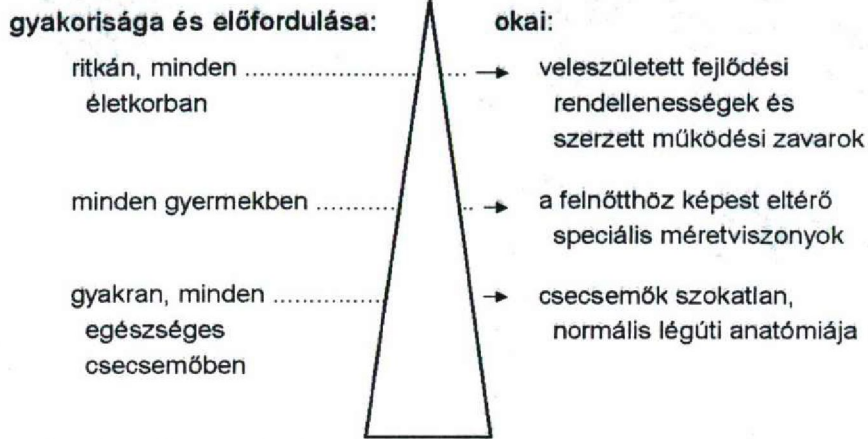 gyakorisága és előfordulása:
okai:
ritkán, minden ..............................
életkorban
veleszületett fejlődési
rendellenességek és
szerzett működési zavarok
minden gyermekben ................
a felnőtthöz képest eltérő
speciális méretviszonyok
gyakran, minden ...................
egészséges
csecsemőben
csecsemők szokatlan,
normális légúti anatómiája